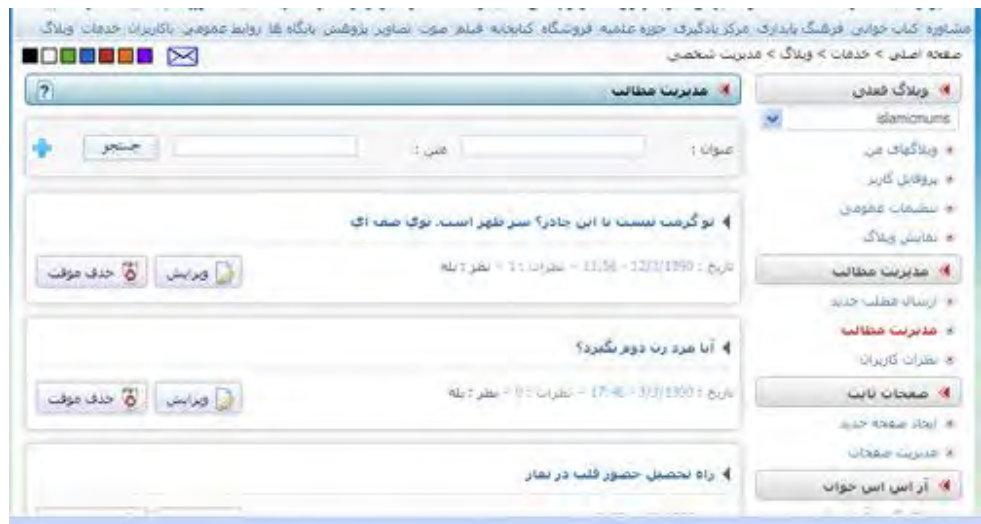 مشاوره کتاب خوانی فرهنگ پایداری مرکز یادگیری حوزه علمیه فروشگاه کتابخانه فیلم صوت تصاویر پژوهش پایگاه ها روابط عمومی باکاربران خدمات وبلاگ
صفحه اصلی > خدمات > وبلاگ > مدیریت شخصی
وبلاگ فعلی
islamicnums
وبلاگهای من
پروفایل کاربر
تنظیمات عمومی
نمایش وبلاگ
مدیریت مطالب
ارسال مطلب جدید
مدیریت مطالب
نظرات کاربران
صفحات ثابت
ایجاد صفحه جدید
مدیریت صفحات
آر اس اس خوان
مدیریت مطالب
?
عنوان :
متن :
جستجو
تو گرمت نیست با این چادر؟ سر ظهر است. توی صف ای
تاریخ : 12/3/1390 - 11:56 - نظرات : 1 - نظر : بله
ویرایش
حذف موقت
آیا مرد زن دوم بگیرد؟
تاریخ : 3/3/1390 - 17:46 - نظرات : 0 - نظر : بله
ویرایش
حذف موقت
راه تحصیل حضور قلب در نماز